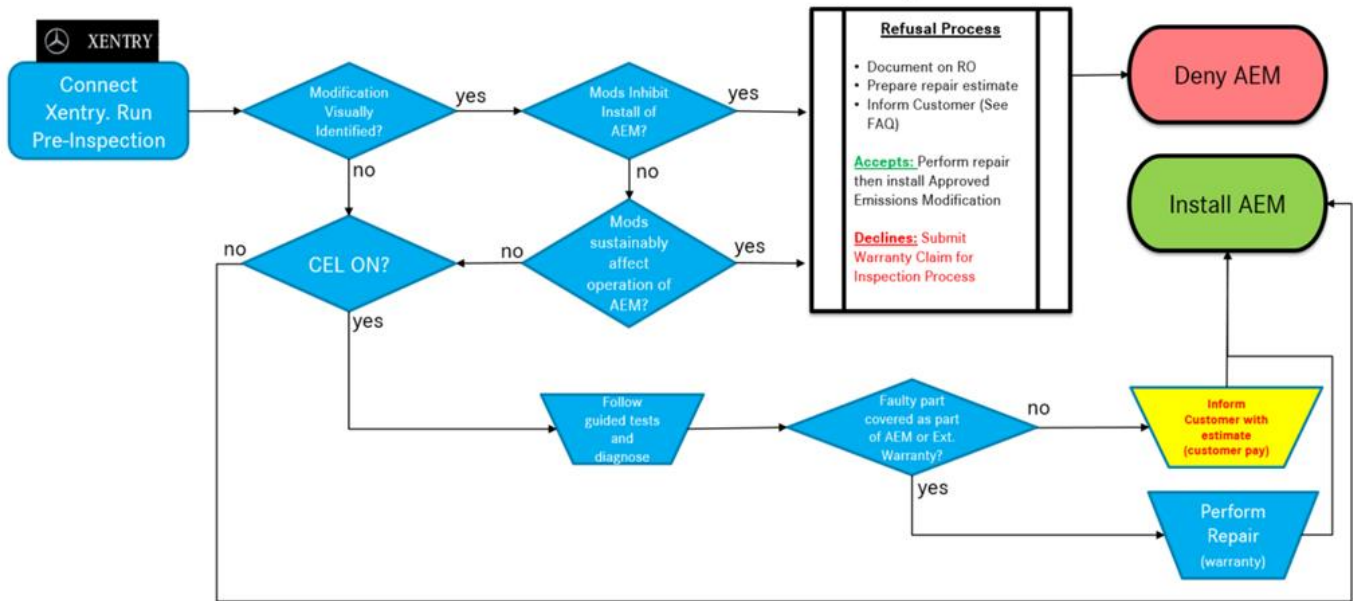 XENTRY
Connect
Xentry. Run
Pre-Inspection
Modification
Visually
Identified?
yes
no
Mods Inhibit
Install of
AEM?
yes
no
Refusal Process
• Document on RO
• Prepare repair estimate
• Inform Customer (See
FAQ)
Accepts: Perform repair
then install Approved
Emissions Modification
Declines: Submit
Warranty Claim for
Inspection Process
Deny AEM
Install AEM
no
CEL ON?
yes
no
Mods
sustainably
affect
operation of
AEM?
yes
Follow
guided tests
and
diagnose
Faulty part
covered as part
of AEM or Ext.
Warranty?
no
yes
Inform
Customer with
estimate
(customer pay)
Perform
Repair
(warranty)